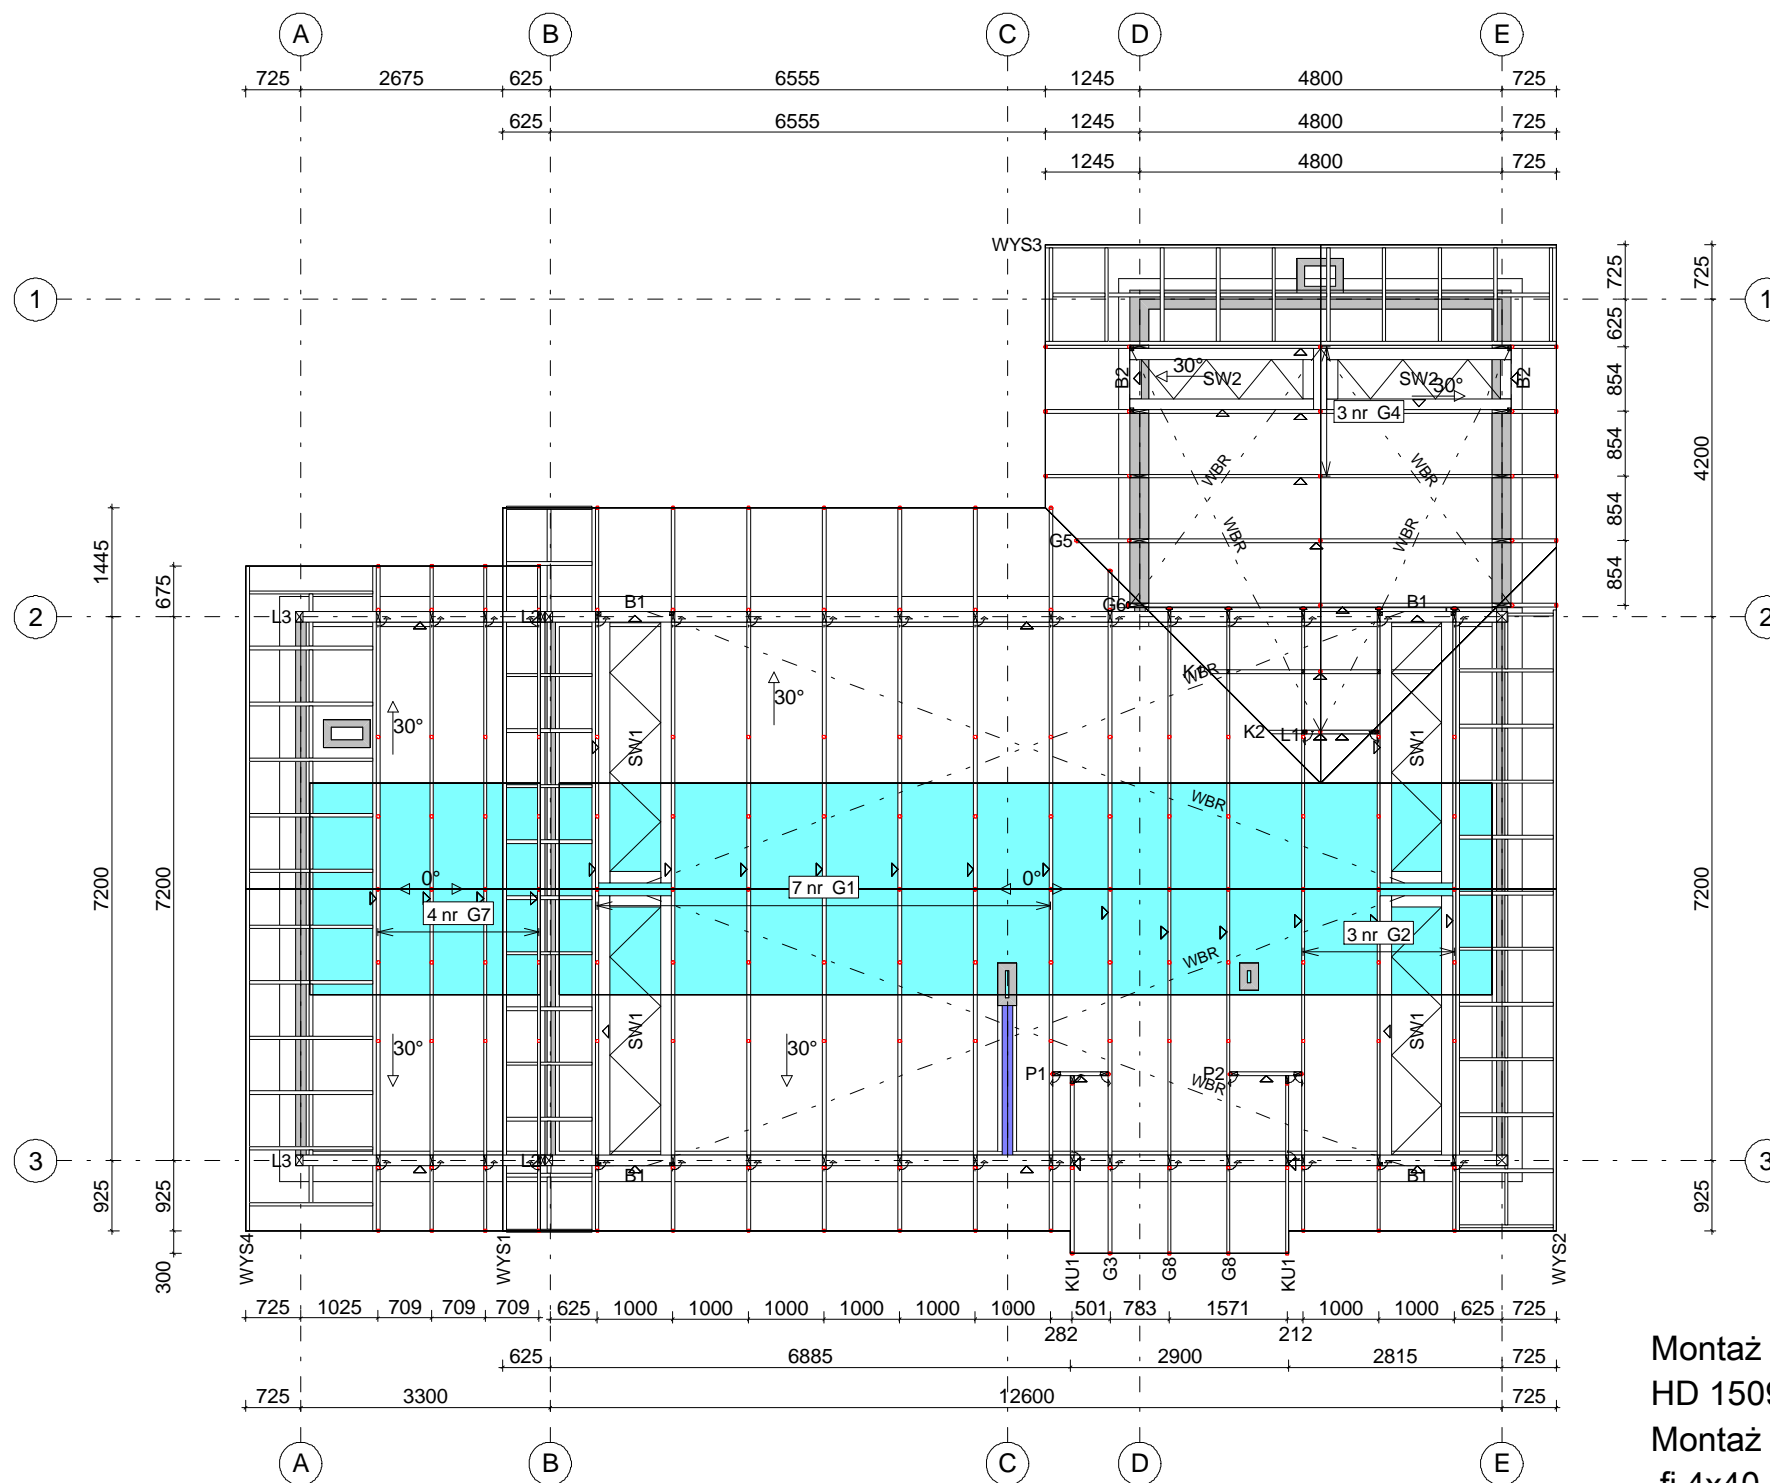 A B C D E
725 2675 625 6555 1245 4800 725
625 6555 1245 4800 725
1245 4800 725
WYS3
1 1
725 725
625
30° 30°
B2 SW2 SW2 B2
854
3 nr G4
854
4200
WBR WBR
WBR WBR
854
G5
854
1445
675
G6
2 L3 B1 B1 2
WBR
30° 30°
K2 L1
SW1 SW1
WBR
7200 7200 7200
0° 7 nr G1 0°
4 nr G7 3 nr G2
WBR
SW1 SW1
30° 30°
P1 P2
WBR
3 L3 B1 B1 3
925 925 925
300
WYS4 WYS1 KU1 G3 G8 G8 KU1 WYS2
725 1025 709 709 709 625 1000 1000 1000 1000 1000 1000 501 783 1571 1000 1000 625 725
282 212
625 6885 2900 2815 725
725 3300 12600 725
A B C D E
Montaż
HD 1509
Montaż
fi 4x40